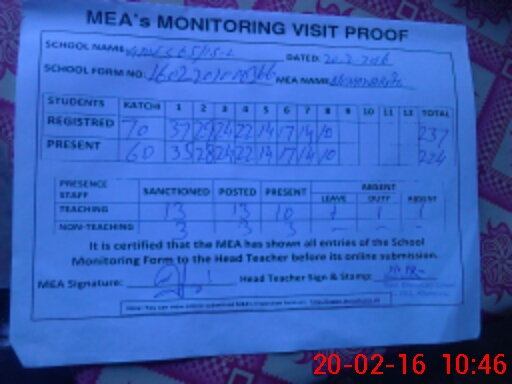 MEA's MONITORING VISIT PROOF
SCHOOL NAME: DATED: 20-2-2016
SCHOOL FORM NO: MEA NAME:
STUDENTS KATCHI 1 2 3 4 5 6 7 8 9 10 11 12 TOTAL
REGISTRED 70 37 29 24 22 14 17 14 10 237
PRESENT 60 35 28 24 22 14 17 14 10 224
PRESENCE STAFF SANCTIONED POSTED PRESENT ABSENT
LEAVE DUTY ABSENT
TEACHING 13 13 10 1 1 1
NON-TEACHING 3 3 3 - - -
It is certified that the MEA has shown all entries of the School
Monitoring Form to the Head Teacher before its online submission.
MEA Signature: Head Teacher Sign & Stamp:
20-02-16 10:46